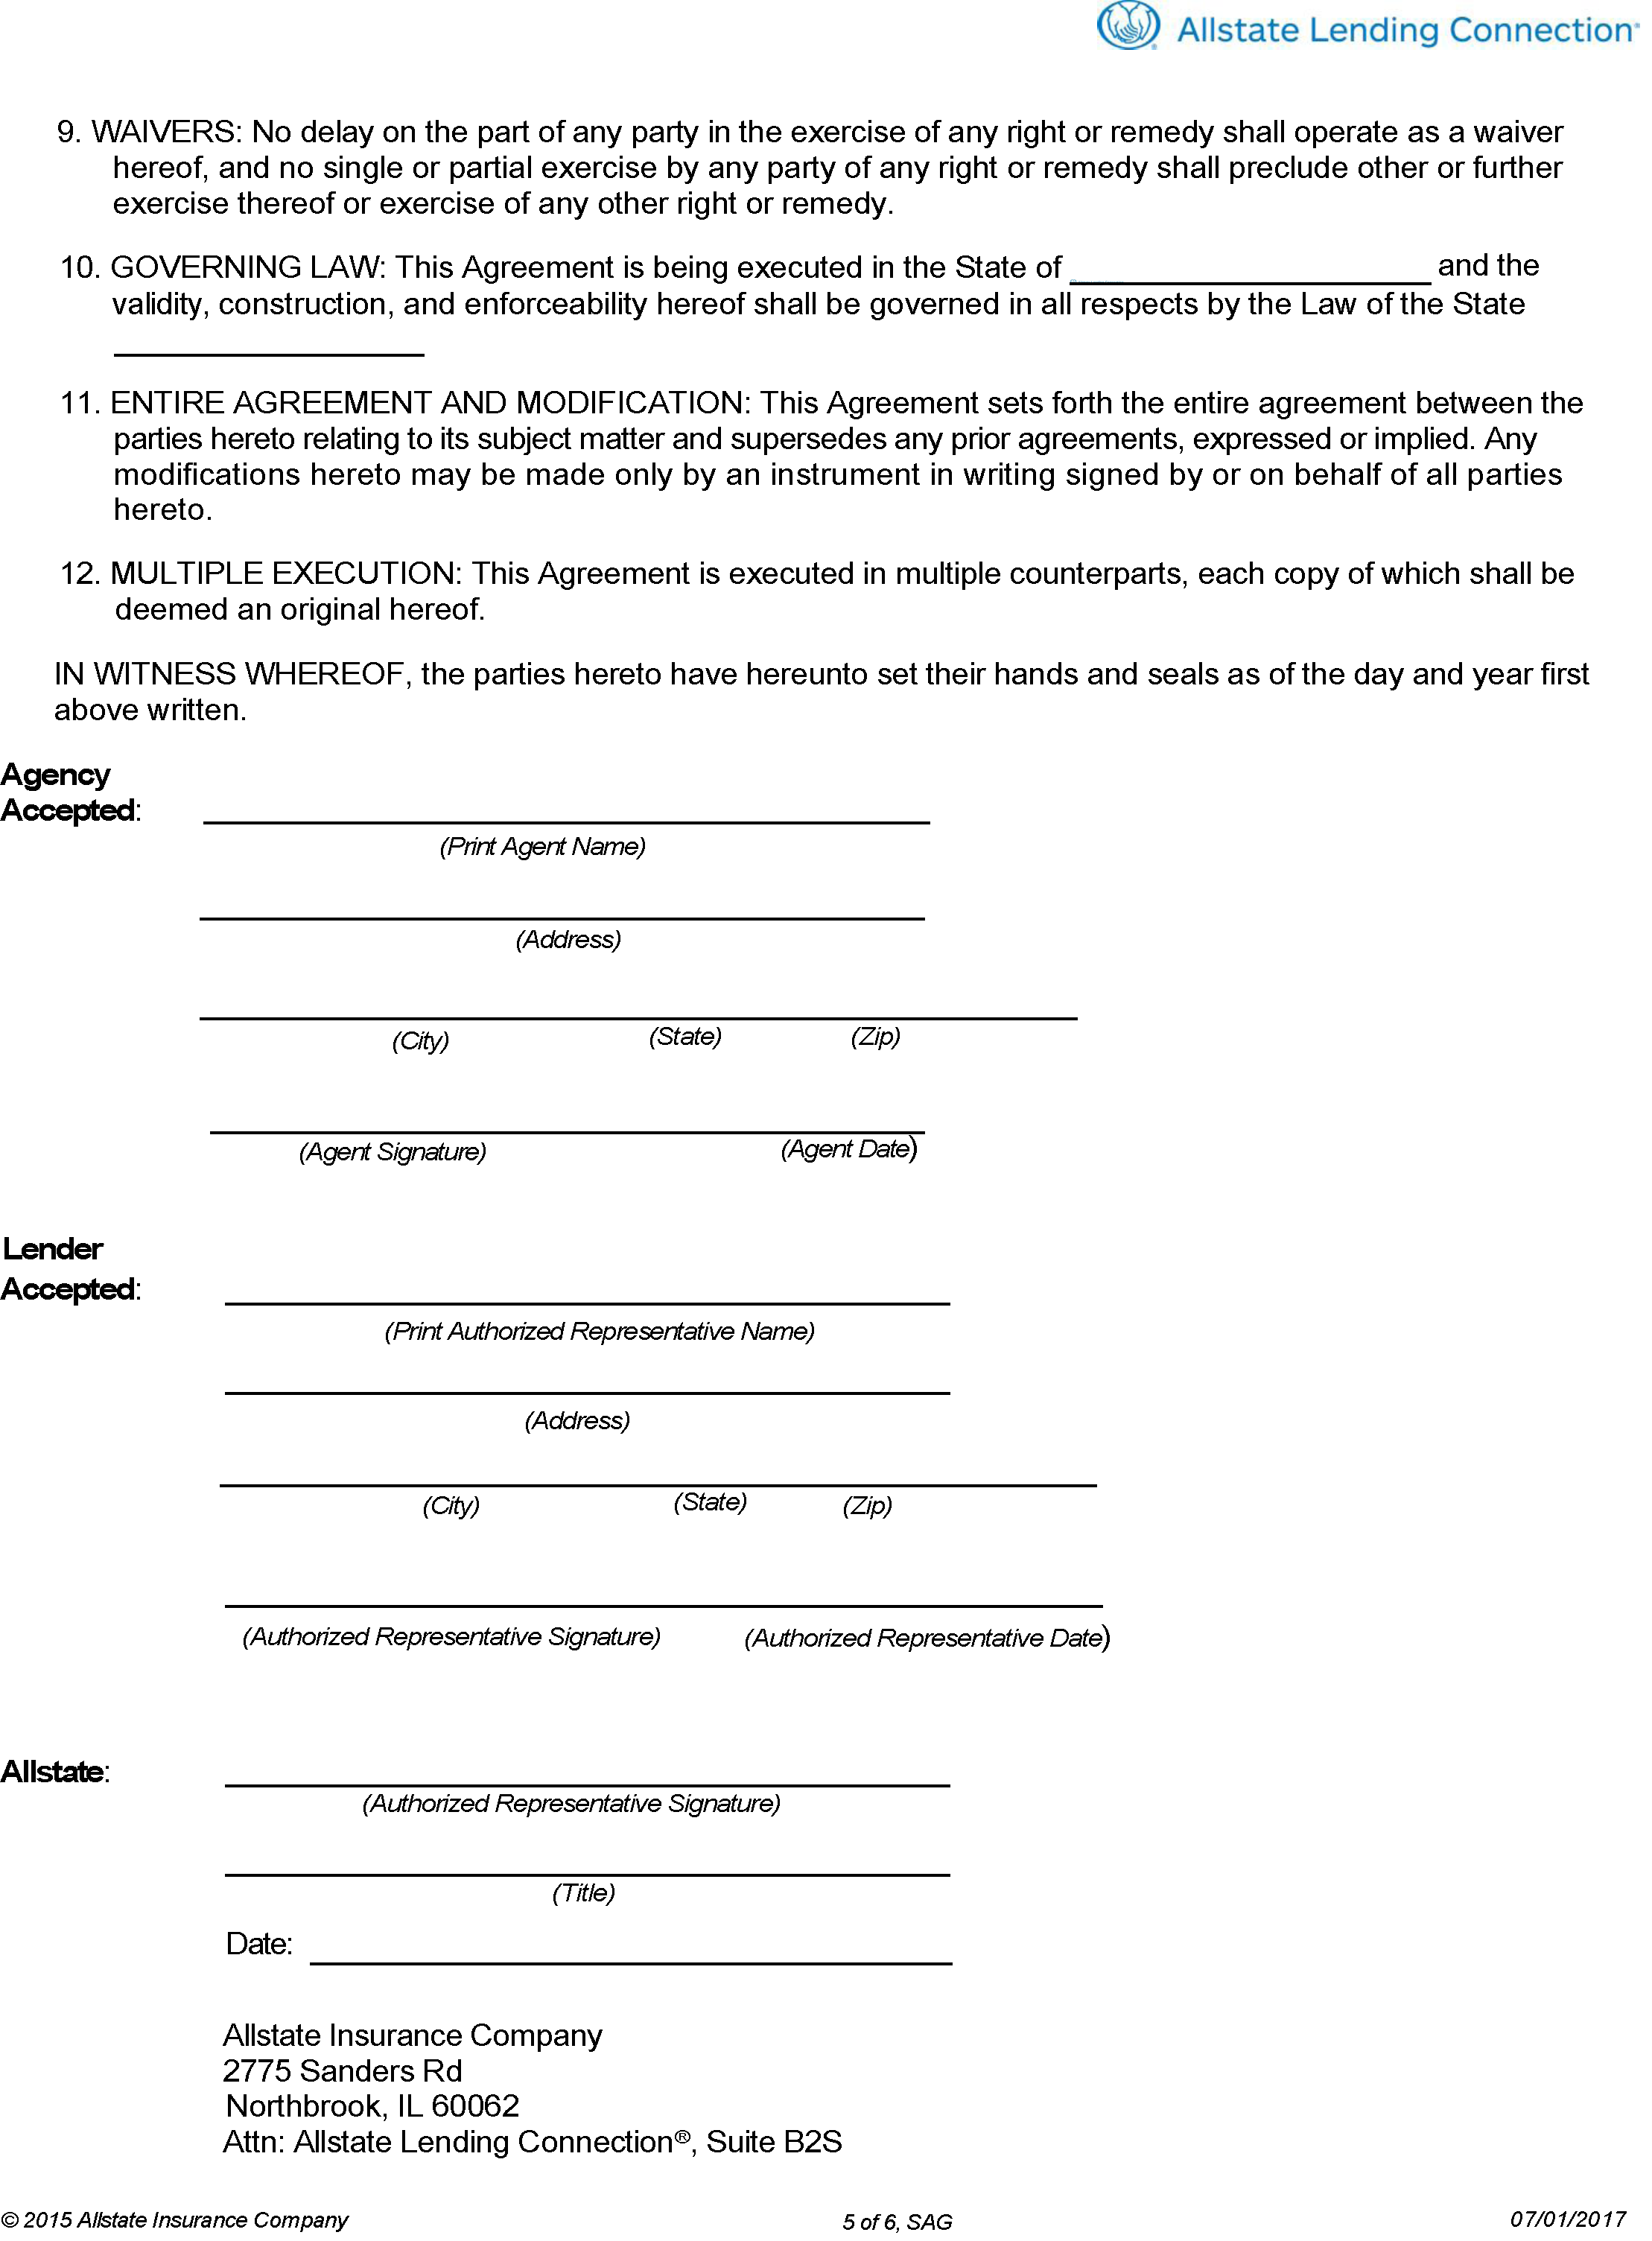 Allstate Lending Connection®
9. WAIVERS: No delay on the part of any party in the exercise of any right or remedy shall operate as a waiver
hereof, and no single or partial exercise by any party of any right or remedy shall preclude other or further
exercise thereof or exercise of any other right or remedy.
10. GOVERNING LAW: This Agreement is being executed in the State of ____________________ and the
validity, construction, and enforceability hereof shall be governed in all respects by the Law of the State
____________________
11. ENTIRE AGREEMENT AND MODIFICATION: This Agreement sets forth the entire agreement between the
parties hereto relating to its subject matter and supersedes any prior agreements, expressed or implied. Any
modifications hereto may be made only by an instrument in writing signed by or on behalf of all parties
hereto.
12. MULTIPLE EXECUTION: This Agreement is executed in multiple counterparts, each copy of which shall be
deemed an original hereof.
IN WITNESS WHEREOF, the parties hereto have hereunto set their hands and seals as of the day and year first
above written.
Agency
Accepted:
(Print Agent Name)
(Address)
(City) (State) (Zip)
(Agent Signature) (Agent Date)
Lender
Accepted:
(Print Authorized Representative Name)
(Address)
(City) (State) (Zip)
(Authorized Representative Signature) (Authorized Representative Date)
Allstate:
(Authorized Representative Signature)
(Title)
Date:
Allstate Insurance Company
2775 Sanders Rd
Northbrook, IL 60062
Attn: Allstate Lending Connection®, Suite B2S
© 2015 Allstate Insurance Company 5 of 6, SAG 07/01/2017